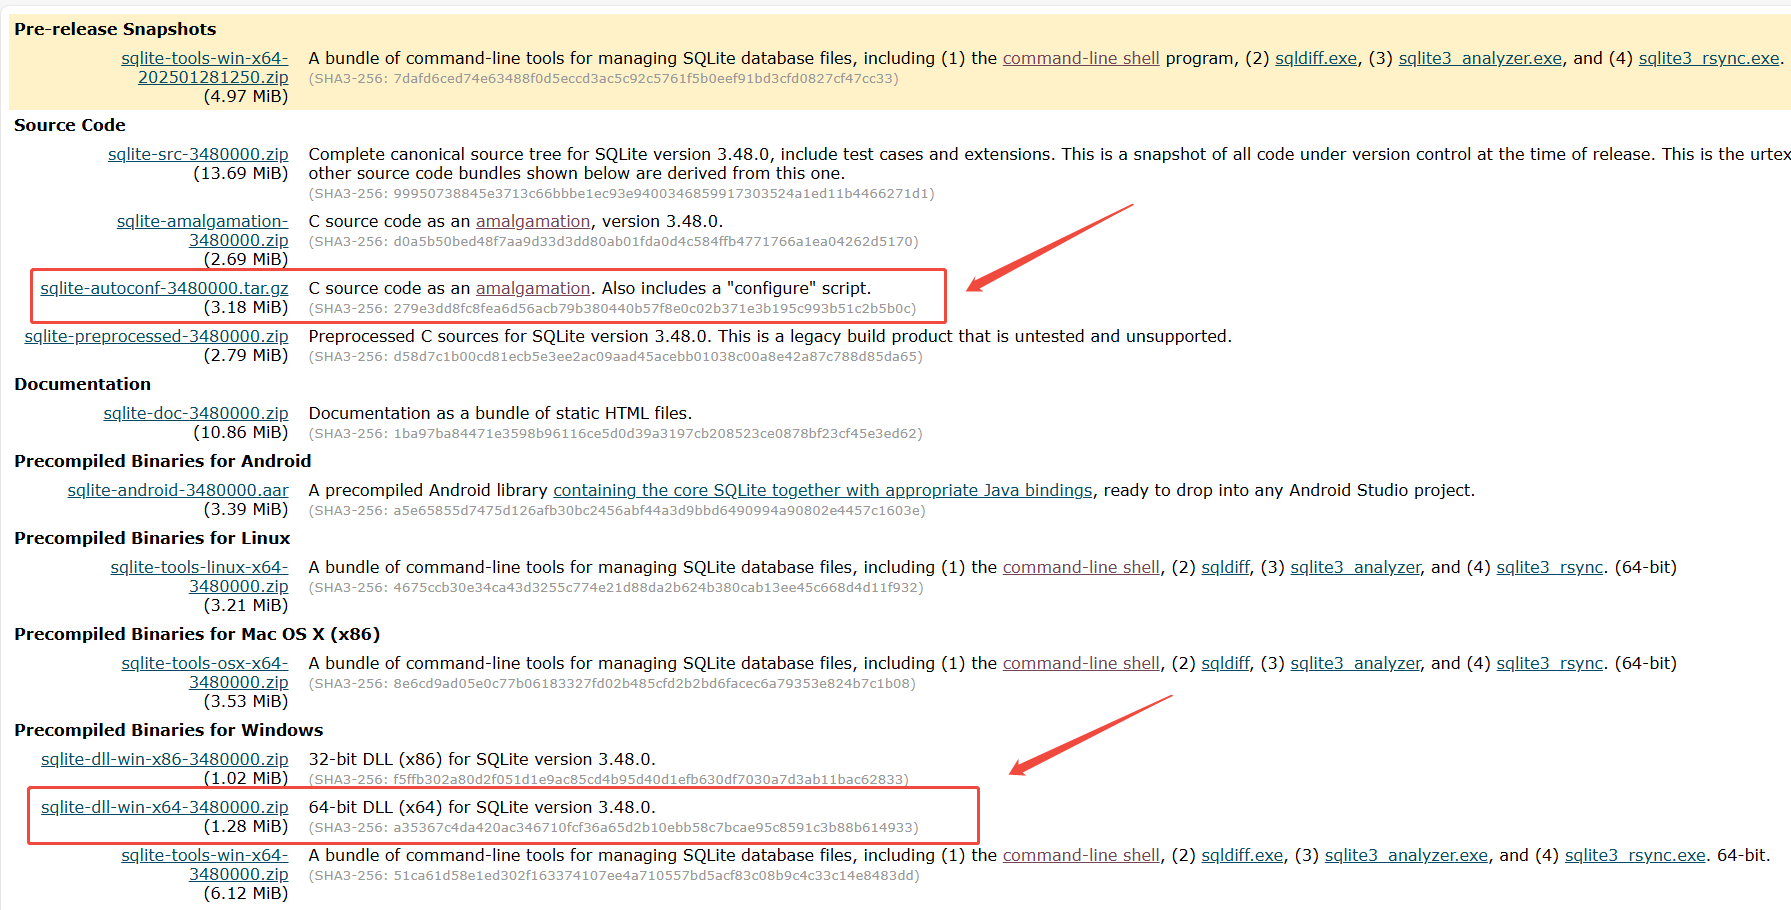 Pre-release Snapshots
sqlite-tools-win-x64-202501281250.zip
(4.97 MiB)
A bundle of command-line tools for managing SQLite database files, including (1) the command-line shell program, (2) sqldiff.exe, (3) sqlite3_analyzer.exe, and (4) sqlite3_rsync.exe.
(SHA3-256: 7dafd6ced74e63488f0d5eccd3ac5c92c5761f5b0eef91bd3cfd0827cf47cc33)
Source Code
sqlite-src-3480000.zip
(13.69 MiB)
Complete canonical source tree for SQLite version 3.48.0, include test cases and extensions. This is a snapshot of all code under version control at the time of release. This is the urtex
other source code bundles shown below are derived from this one.
(SHA3-256: 99950738845e3713c66bbbe1ec93e9400346859917303524a1ed11b4466271d1)
sqlite-amalgamation-3480000.zip
(2.69 MiB)
C source code as an amalgamation, version 3.48.0.
(SHA3-256: d0a5b50bed48f7aa9d33d3dd80ab01fda0d4c584ffb4771766a1ea04262d5170)
sqlite-autoconf-3480000.tar.gz
(3.18 MiB)
C source code as an amalgamation. Also includes a "configure" script.
(SHA3-256: 279e3dd8fc8fea6d56acb79b380440b57f8e0c02b371e3b195c993b51c2b5b0c)
sqlite-preprocessed-3480000.zip
(2.79 MiB)
Preprocessed C sources for SQLite version 3.48.0. This is a legacy build product that is untested and unsupported.
(SHA3-256: d58d7c1b00cd81ecb5e3ee2ac09aad45acebb01038c00a8e42a87c788d85da65)
Documentation
sqlite-doc-3480000.zip
(10.86 MiB)
Documentation as a bundle of static HTML files.
(SHA3-256: 1ba97ba84471e3598b96116ce5d0d39a3197cb208523ce0878bf23cf45e3ed62)
Precompiled Binaries for Android
sqlite-android-3480000.aar
(3.39 MiB)
A precompiled Android library containing the core SQLite together with appropriate Java bindings, ready to drop into any Android Studio project.
(SHA3-256: a5e65855d7475d126afb30bc2456abf44a3d9bbd6490994a90802e4457c1603e)
Precompiled Binaries for Linux
sqlite-tools-linux-x64-3480000.zip
(3.21 MiB)
A bundle of command-line tools for managing SQLite database files, including (1) the command-line shell, (2) sqldiff, (3) sqlite3_analyzer, and (4) sqlite3_rsync. (64-bit)
(SHA3-256: 4675ccb30e34ca43d3255c774e21d88da2b624b380cab13ee45c668d4d11f932)
Precompiled Binaries for Mac OS X (x86)
sqlite-tools-osx-x64-3480000.zip
(3.53 MiB)
A bundle of command-line tools for managing SQLite database files, including (1) the command-line shell, (2) sqldiff, (3) sqlite3_analyzer, and (4) sqlite3_rsync. (64-bit)
(SHA3-256: 8e6cd9ad05e0c77b06183327fd02b485cfd2b2bd6facec6a79353e824b7c1b08)
Precompiled Binaries for Windows
sqlite-dll-win-x86-3480000.zip
(1.02 MiB)
32-bit DLL (x86) for SQLite version 3.48.0.
(SHA3-256: f5ffb302a80d2f051d1e9ac85cd4b95d40d1efb630df7030a7d3ab11bac62833)
sqlite-dll-win-x64-3480000.zip
(1.28 MiB)
64-bit DLL (x64) for SQLite version 3.48.0.
(SHA3-256: a35367c4da420ac346710fcf36a65d2b10ebb58c7bcae95c8591c3b88b614933)
sqlite-tools-win-x64-3480000.zip
(6.12 MiB)
A bundle of command-line tools for managing SQLite database files, including (1) the command-line shell, (2) sqldiff.exe, (3) sqlite3_analyzer.exe, and (4) sqlite3_rsync.exe. 64-bit.
(SHA3-256: 51ca61d58e1ed302f163374107ee4a710557bd5acf83c08b9c4c33c14e8483dd)